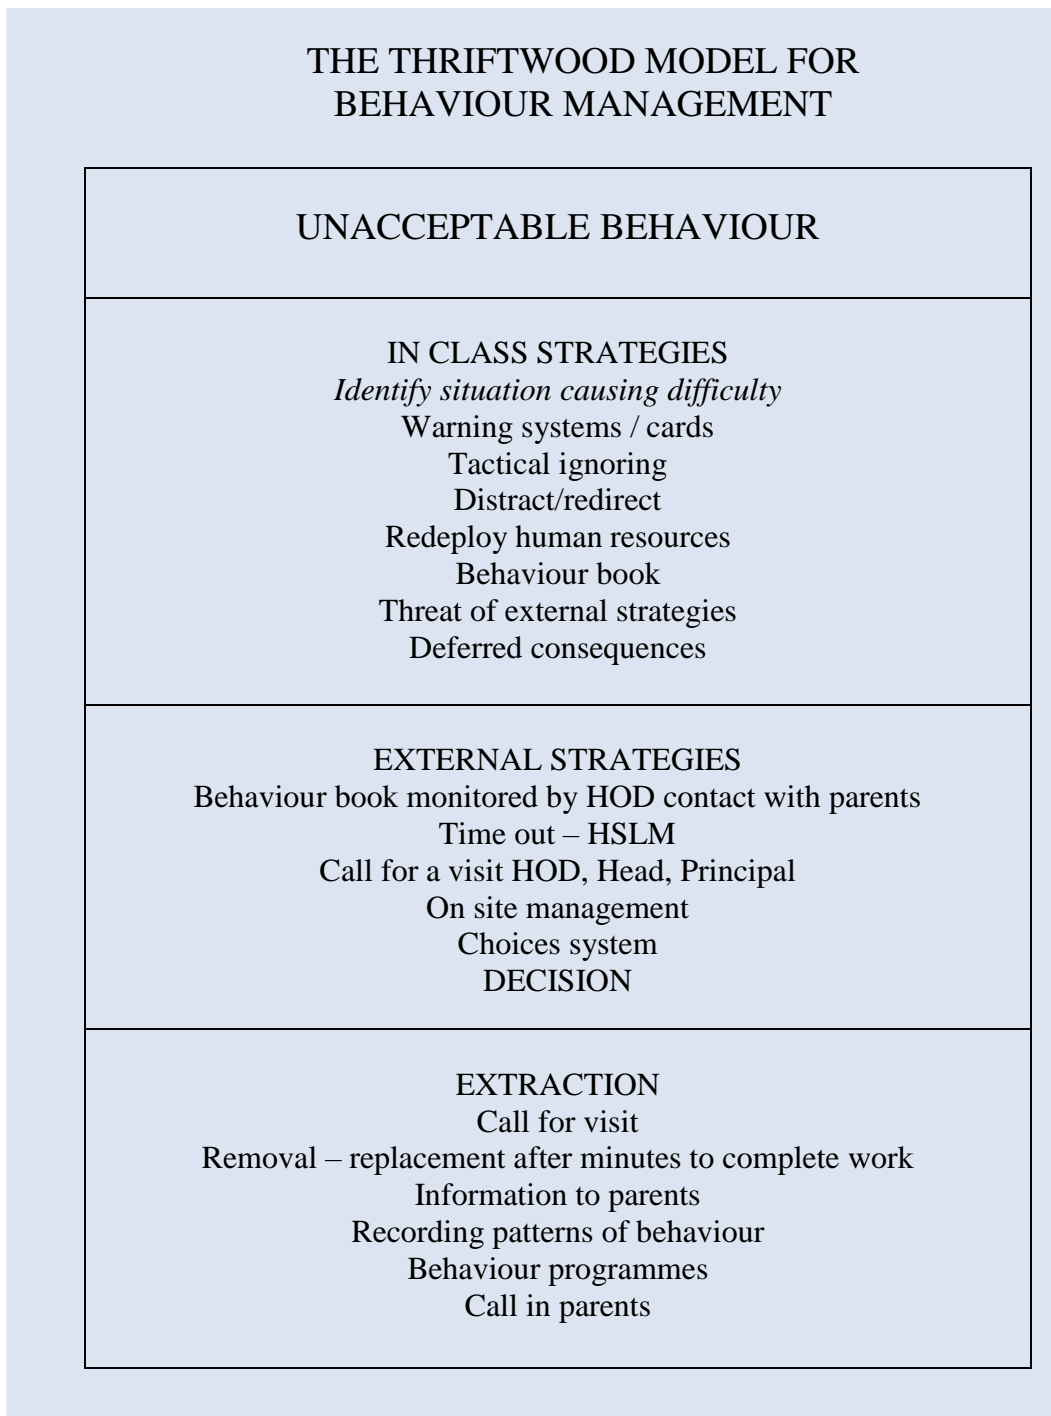 THE THRIFTWOOD MODEL FOR
BEHAVIOUR MANAGEMENT
UNACCEPTABLE BEHAVIOUR
IN CLASS STRATEGIES
Identify situation causing difficulty
Warning systems / cards
Tactical ignoring
Distract/redirect
Redeploy human resources
Behaviour book
Threat of external strategies
Deferred consequences
EXTERNAL STRATEGIES
Behaviour book monitored by HOD contact with parents
Time out – HSLM
Call for a visit HOD, Head, Principal
On site management
Choices system
DECISION
EXTRACTION
Call for visit
Removal – replacement after minutes to complete work
Information to parents
Recording patterns of behaviour
Behaviour programmes
Call in parents